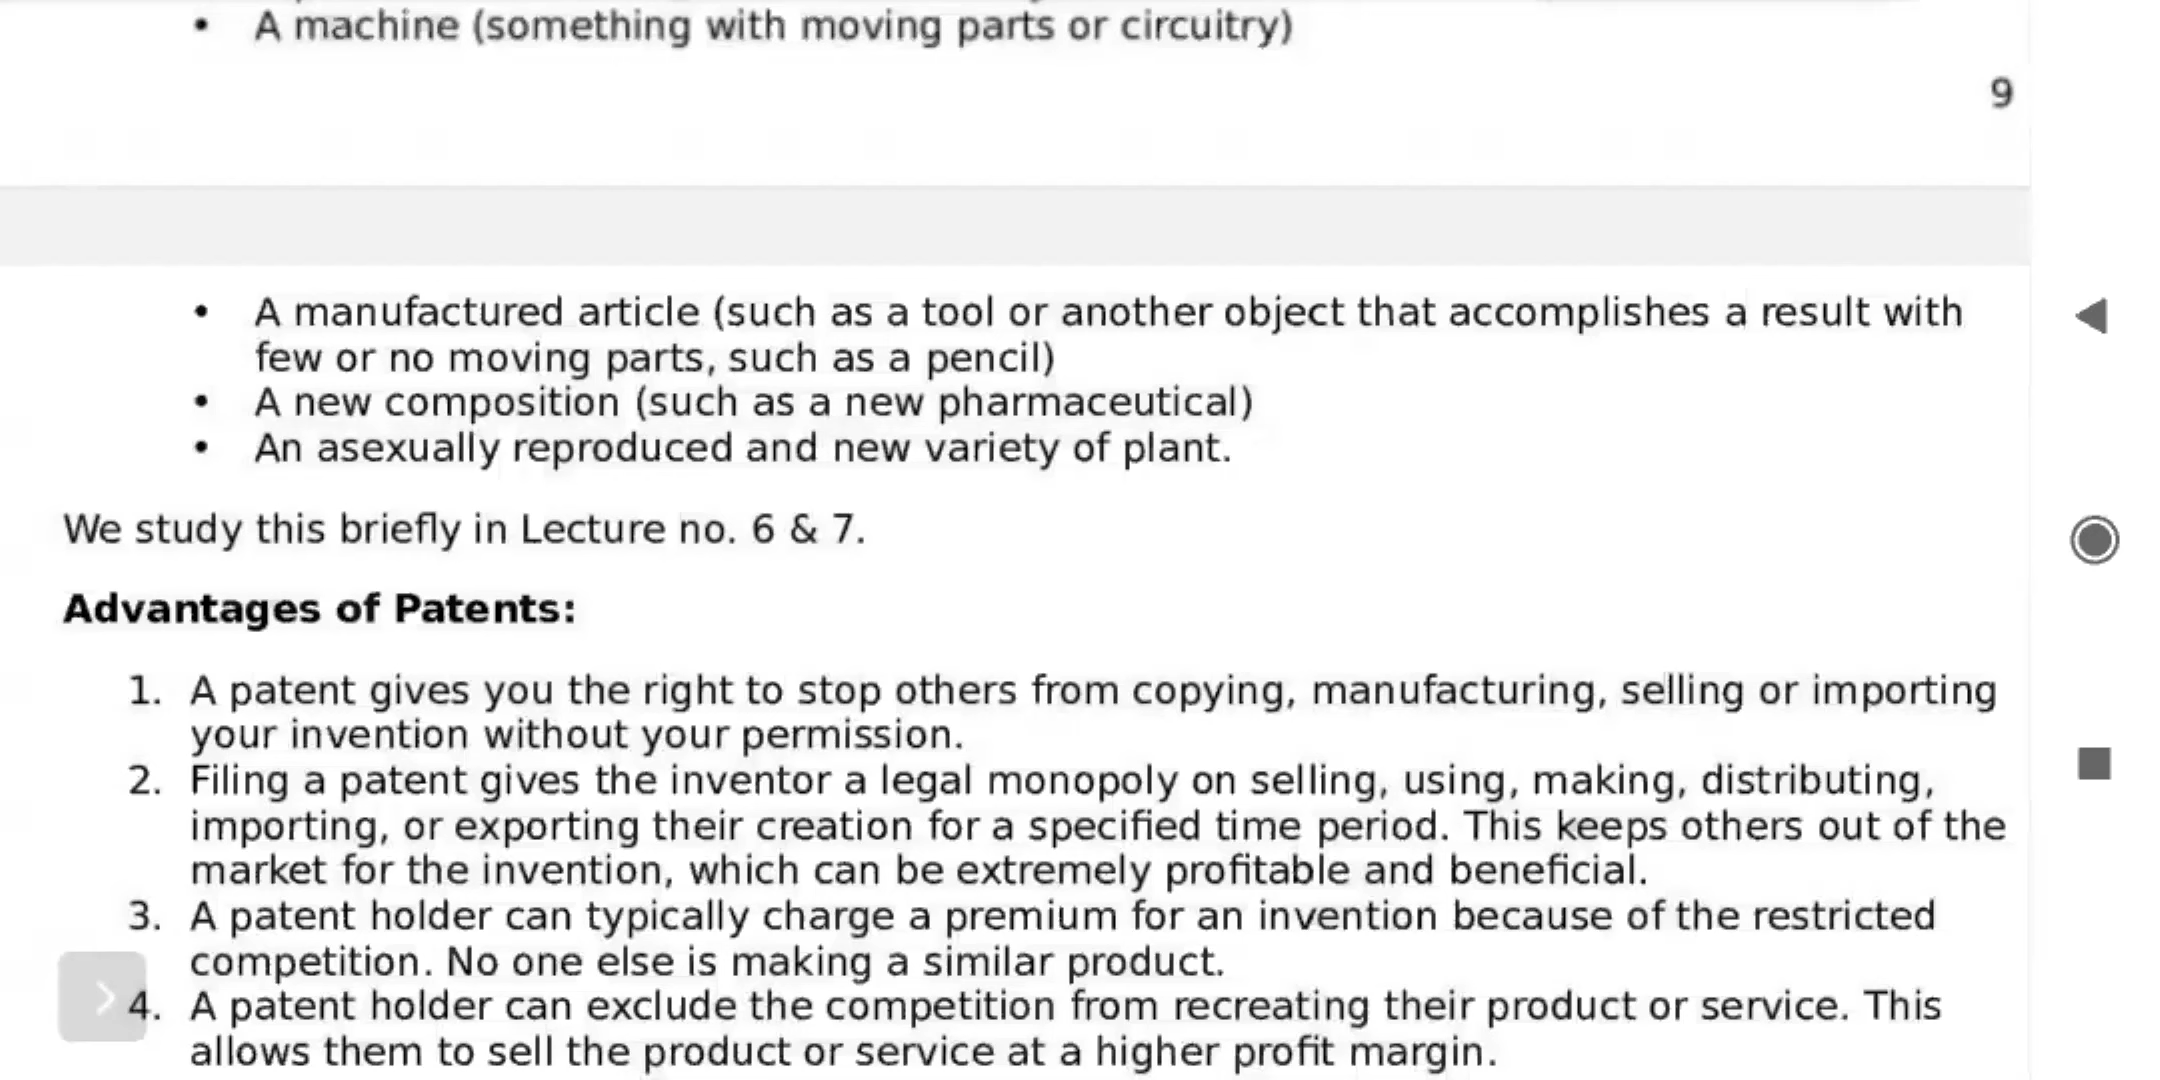 • A machine (something with moving parts or circuitry)
9
• A manufactured article (such as a tool or another object that accomplishes a result with
few or no moving parts, such as a pencil)
• A new composition (such as a new pharmaceutical)
• An asexually reproduced and new variety of plant.
We study this briefly in Lecture no. 6 & 7.
Advantages of Patents:
1. A patent gives you the right to stop others from copying, manufacturing, selling or importing
your invention without your permission.
2. Filing a patent gives the inventor a legal monopoly on selling, using, making, distributing,
importing, or exporting their creation for a specified time period. This keeps others out of the
market for the invention, which can be extremely profitable and beneficial.
3. A patent holder can typically charge a premium for an invention because of the restricted
competition. No one else is making a similar product.
4. A patent holder can exclude the competition from recreating their product or service. This
allows them to sell the product or service at a higher profit margin.